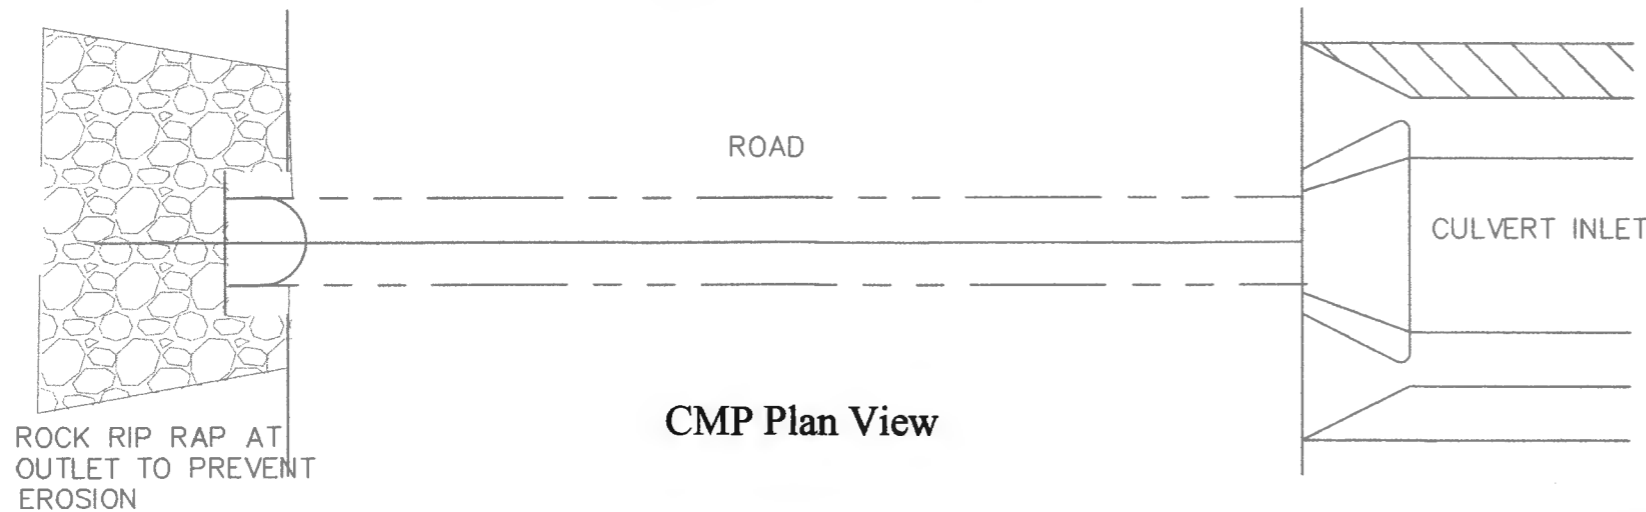 ROAD
CULVERT INLET
CMP Plan View
ROCK RIP RAP AT
OUTLET TO PREVENT
EROSION